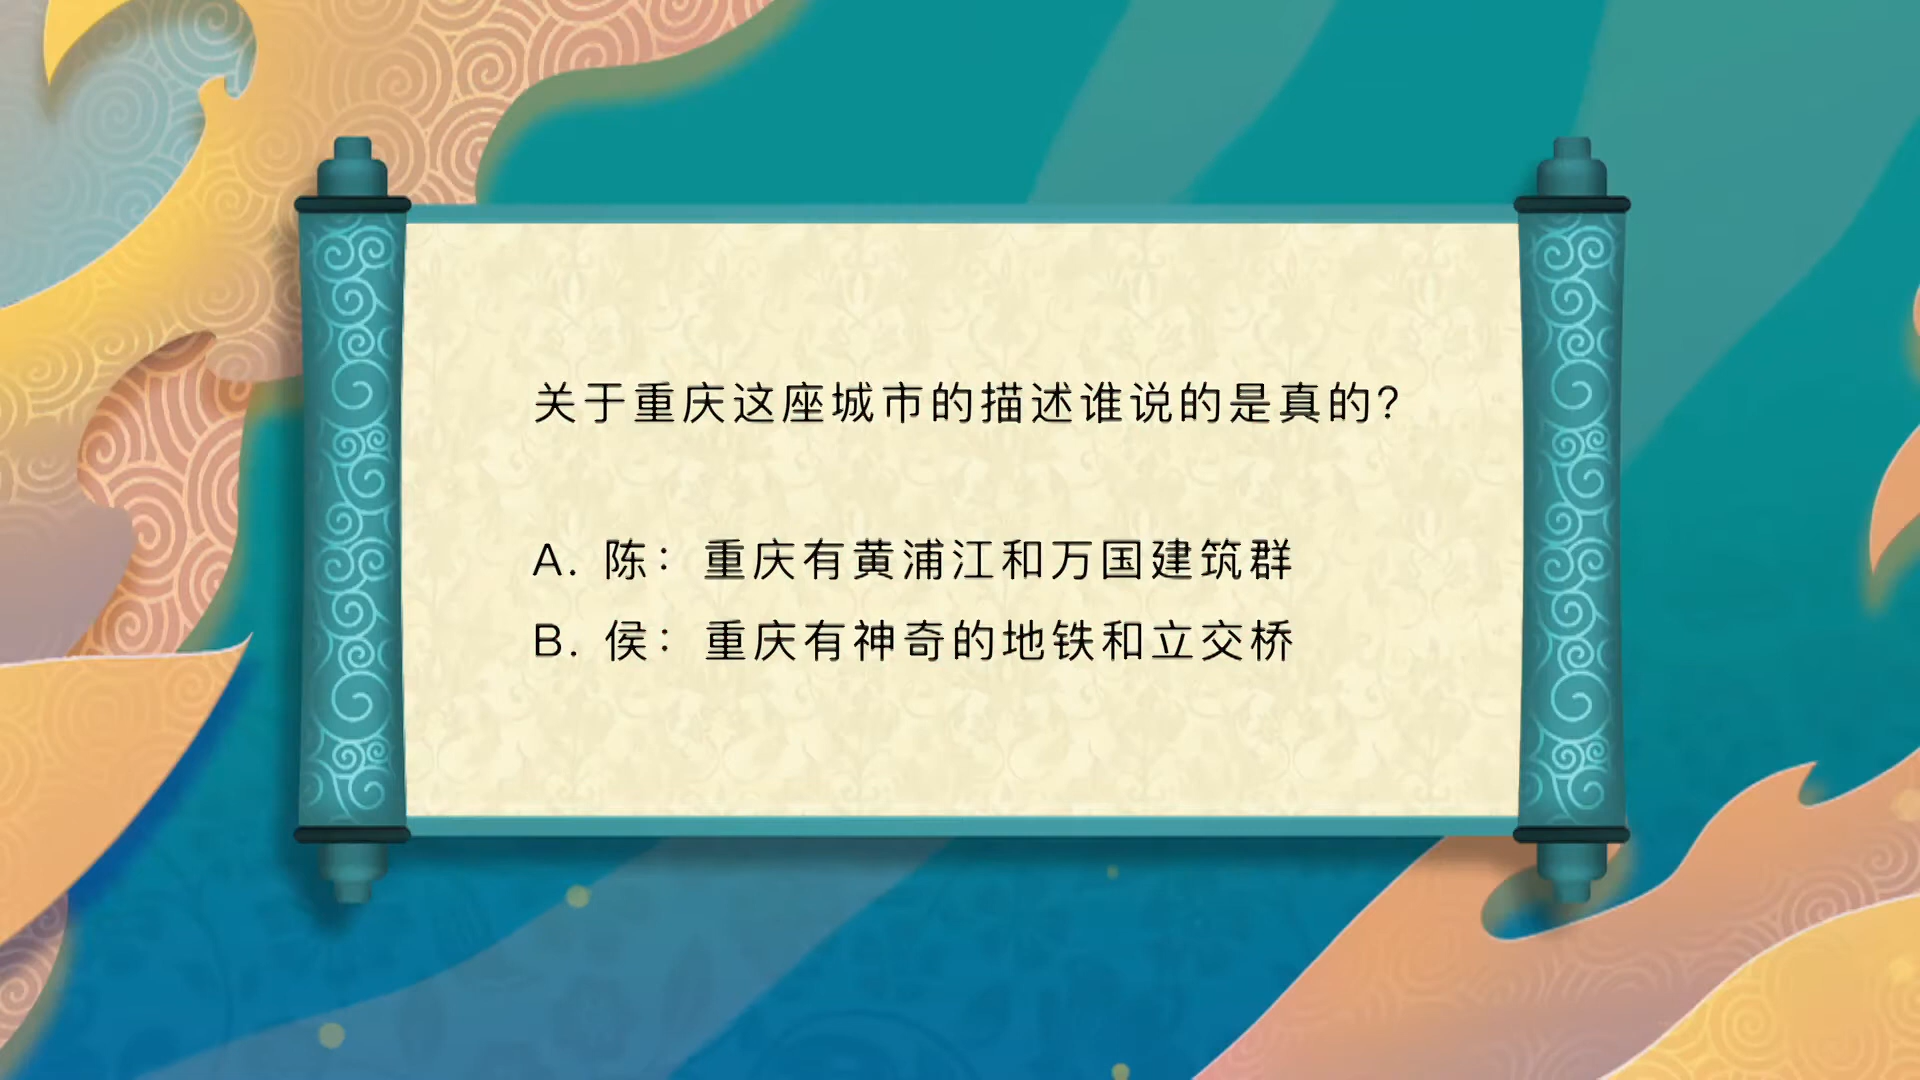 关于重庆这座城市的描述谁说的是真的?
A. 陈：重庆有黄浦江和万国建筑群
B. 侯：重庆有神奇的地铁和立交桥